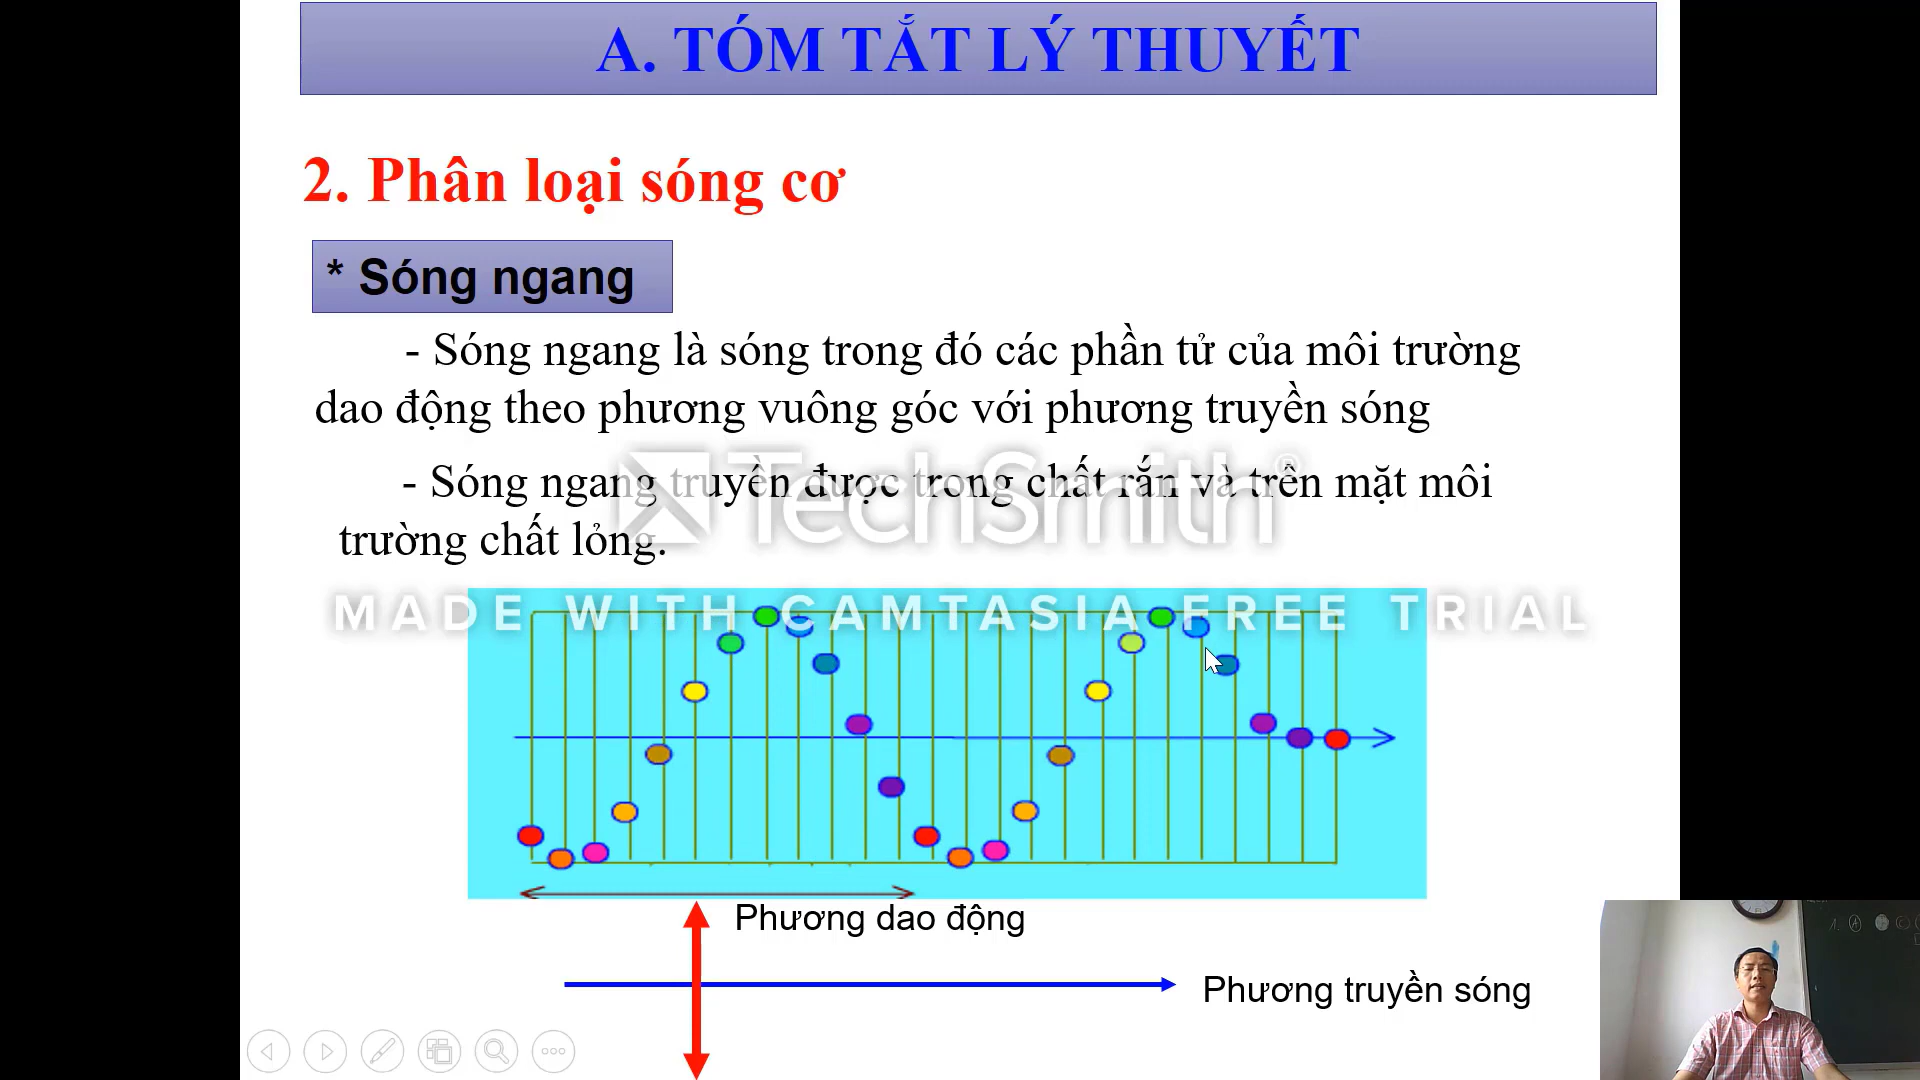 A. TÓM TẮT LÝ THUYẾT
2. Phân loại sóng cơ
* Sóng ngang
- Sóng ngang là sóng trong đó các phần tử của môi trường
dao động theo phương vuông góc với phương truyền sóng
- Sóng ngang truyền được trong chất rắn và trên mặt môi
trường chất lỏng.
TechSmith®
MADE WITH CAMTASIA FREE TRIAL
Phương dao động
Phương truyền sóng